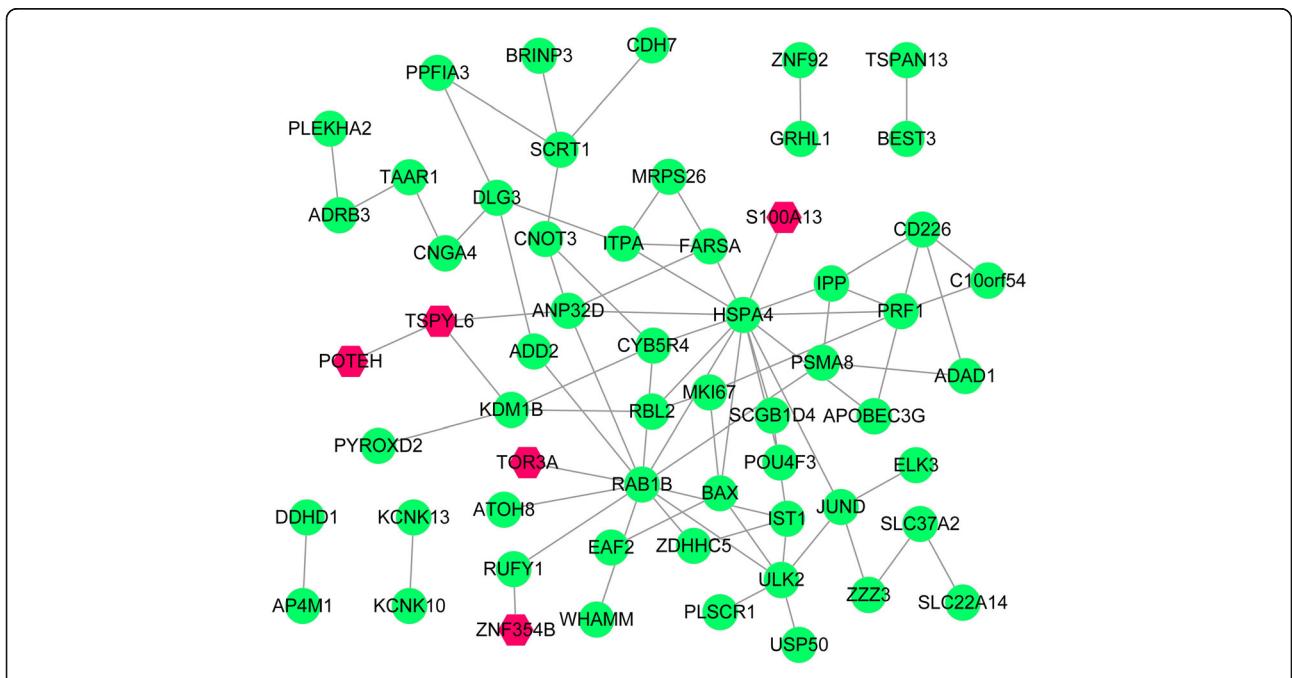 CDH7
BRINP3
PPFIA3
ZNF92
TSPAN13
PLEKHA2
GRHL1
BEST3
SCRT1
TAAR1
MRPS26
DLG3
ADRB3
S100A13
CD226
CNOT3
ITPA
FARSA
CNGA4
C10orf54
IPP
ANP32D
HSPA4
PRF1
TSPYL6
CYB5R4
ADD2
POTEH
PSMA8
ADAD1
MKI67
KDM1B
RBL2
SCGB1D4
APOBEC3G
PYROXD2
TOR3A
POU4F3
ELK3
RAB1B
BAX
ATOH8
JUND
DDHD1
KCNK13
IST1
SLC37A2
EAF2
ZDHHC5
RUFY1
ULK2
ZZZ3
SLC22A14
AP4M1
KCNK10
PLSCR1
WHAMM
ZNF354B
USP50